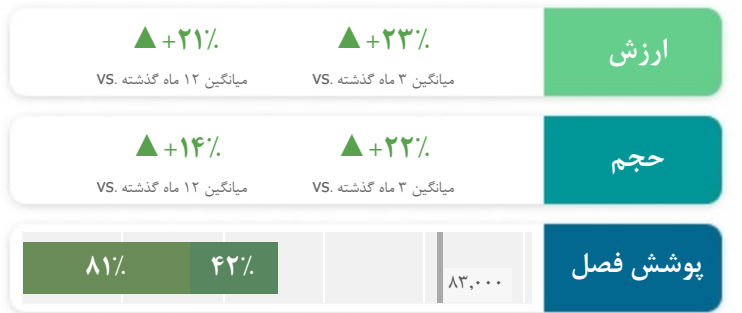 ارزش
+۲۳٪ ▲
VS. میانگین ۳ ماه گذشته
+۲۱٪ ▲
VS. میانگین ۱۲ ماه گذشته
حجم
+۲۲٪ ▲
VS. میانگین ۳ ماه گذشته
+۱۴٪ ▲
VS. میانگین ۱۲ ماه گذشته
پوشش فصل
۸۳,۰۰۰
۴۲٪
۸۱٪